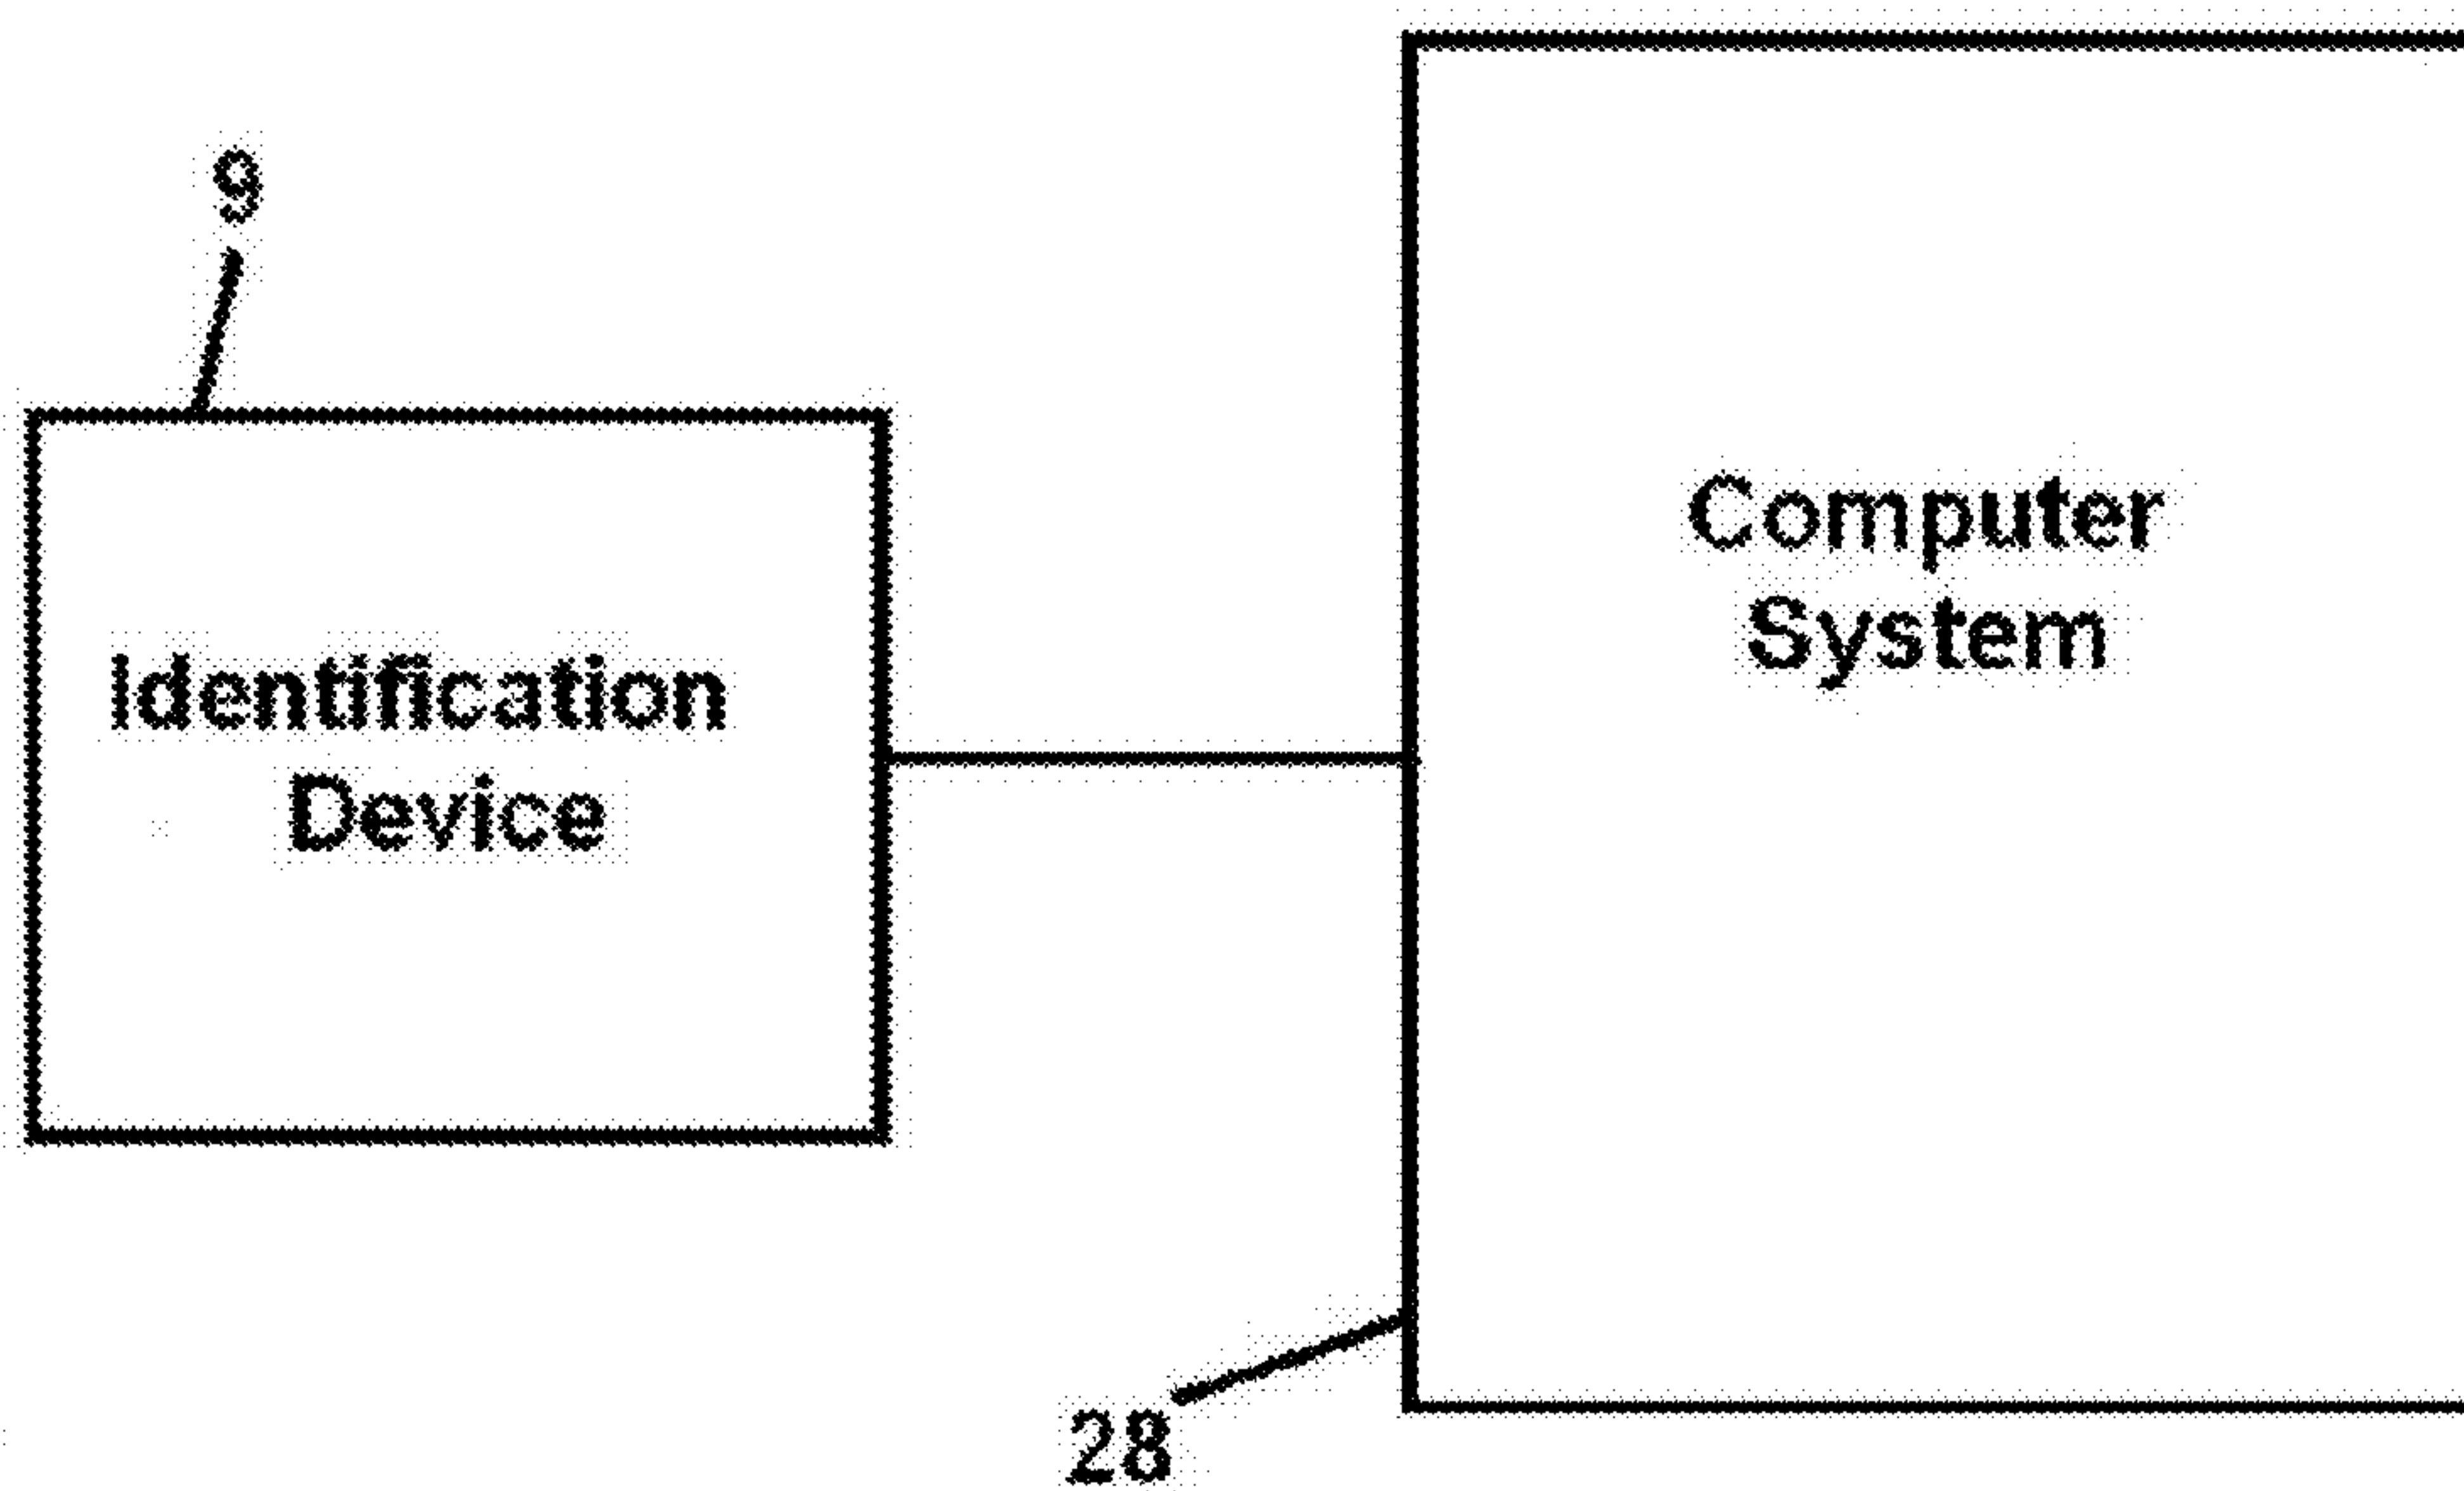 9
Identification
Device
Computer
System
28